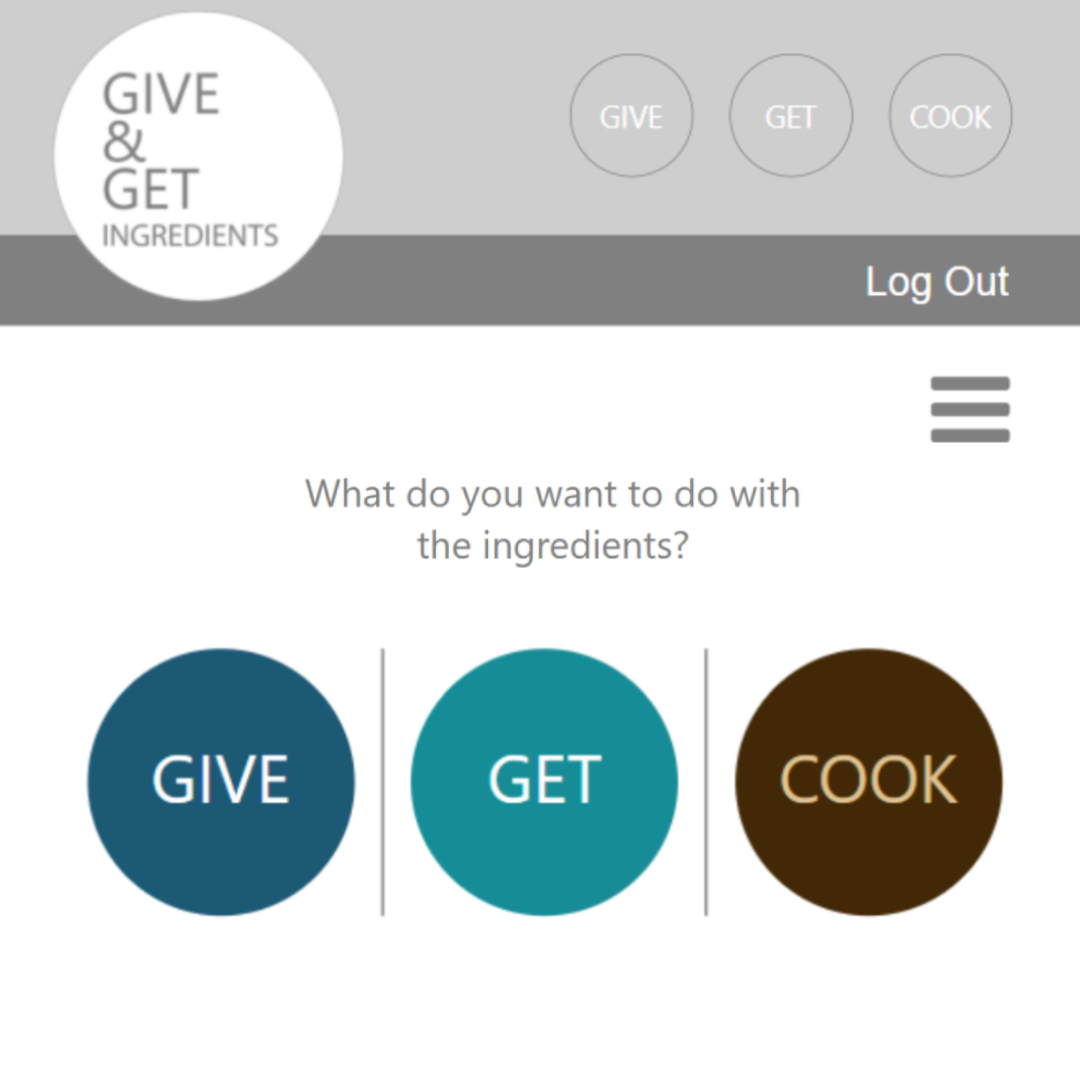 GIVE
&
GET
INGREDIENTS
GIVE GET COOK
Log Out
What do you want to do with
the ingredients?
GIVE GET COOK